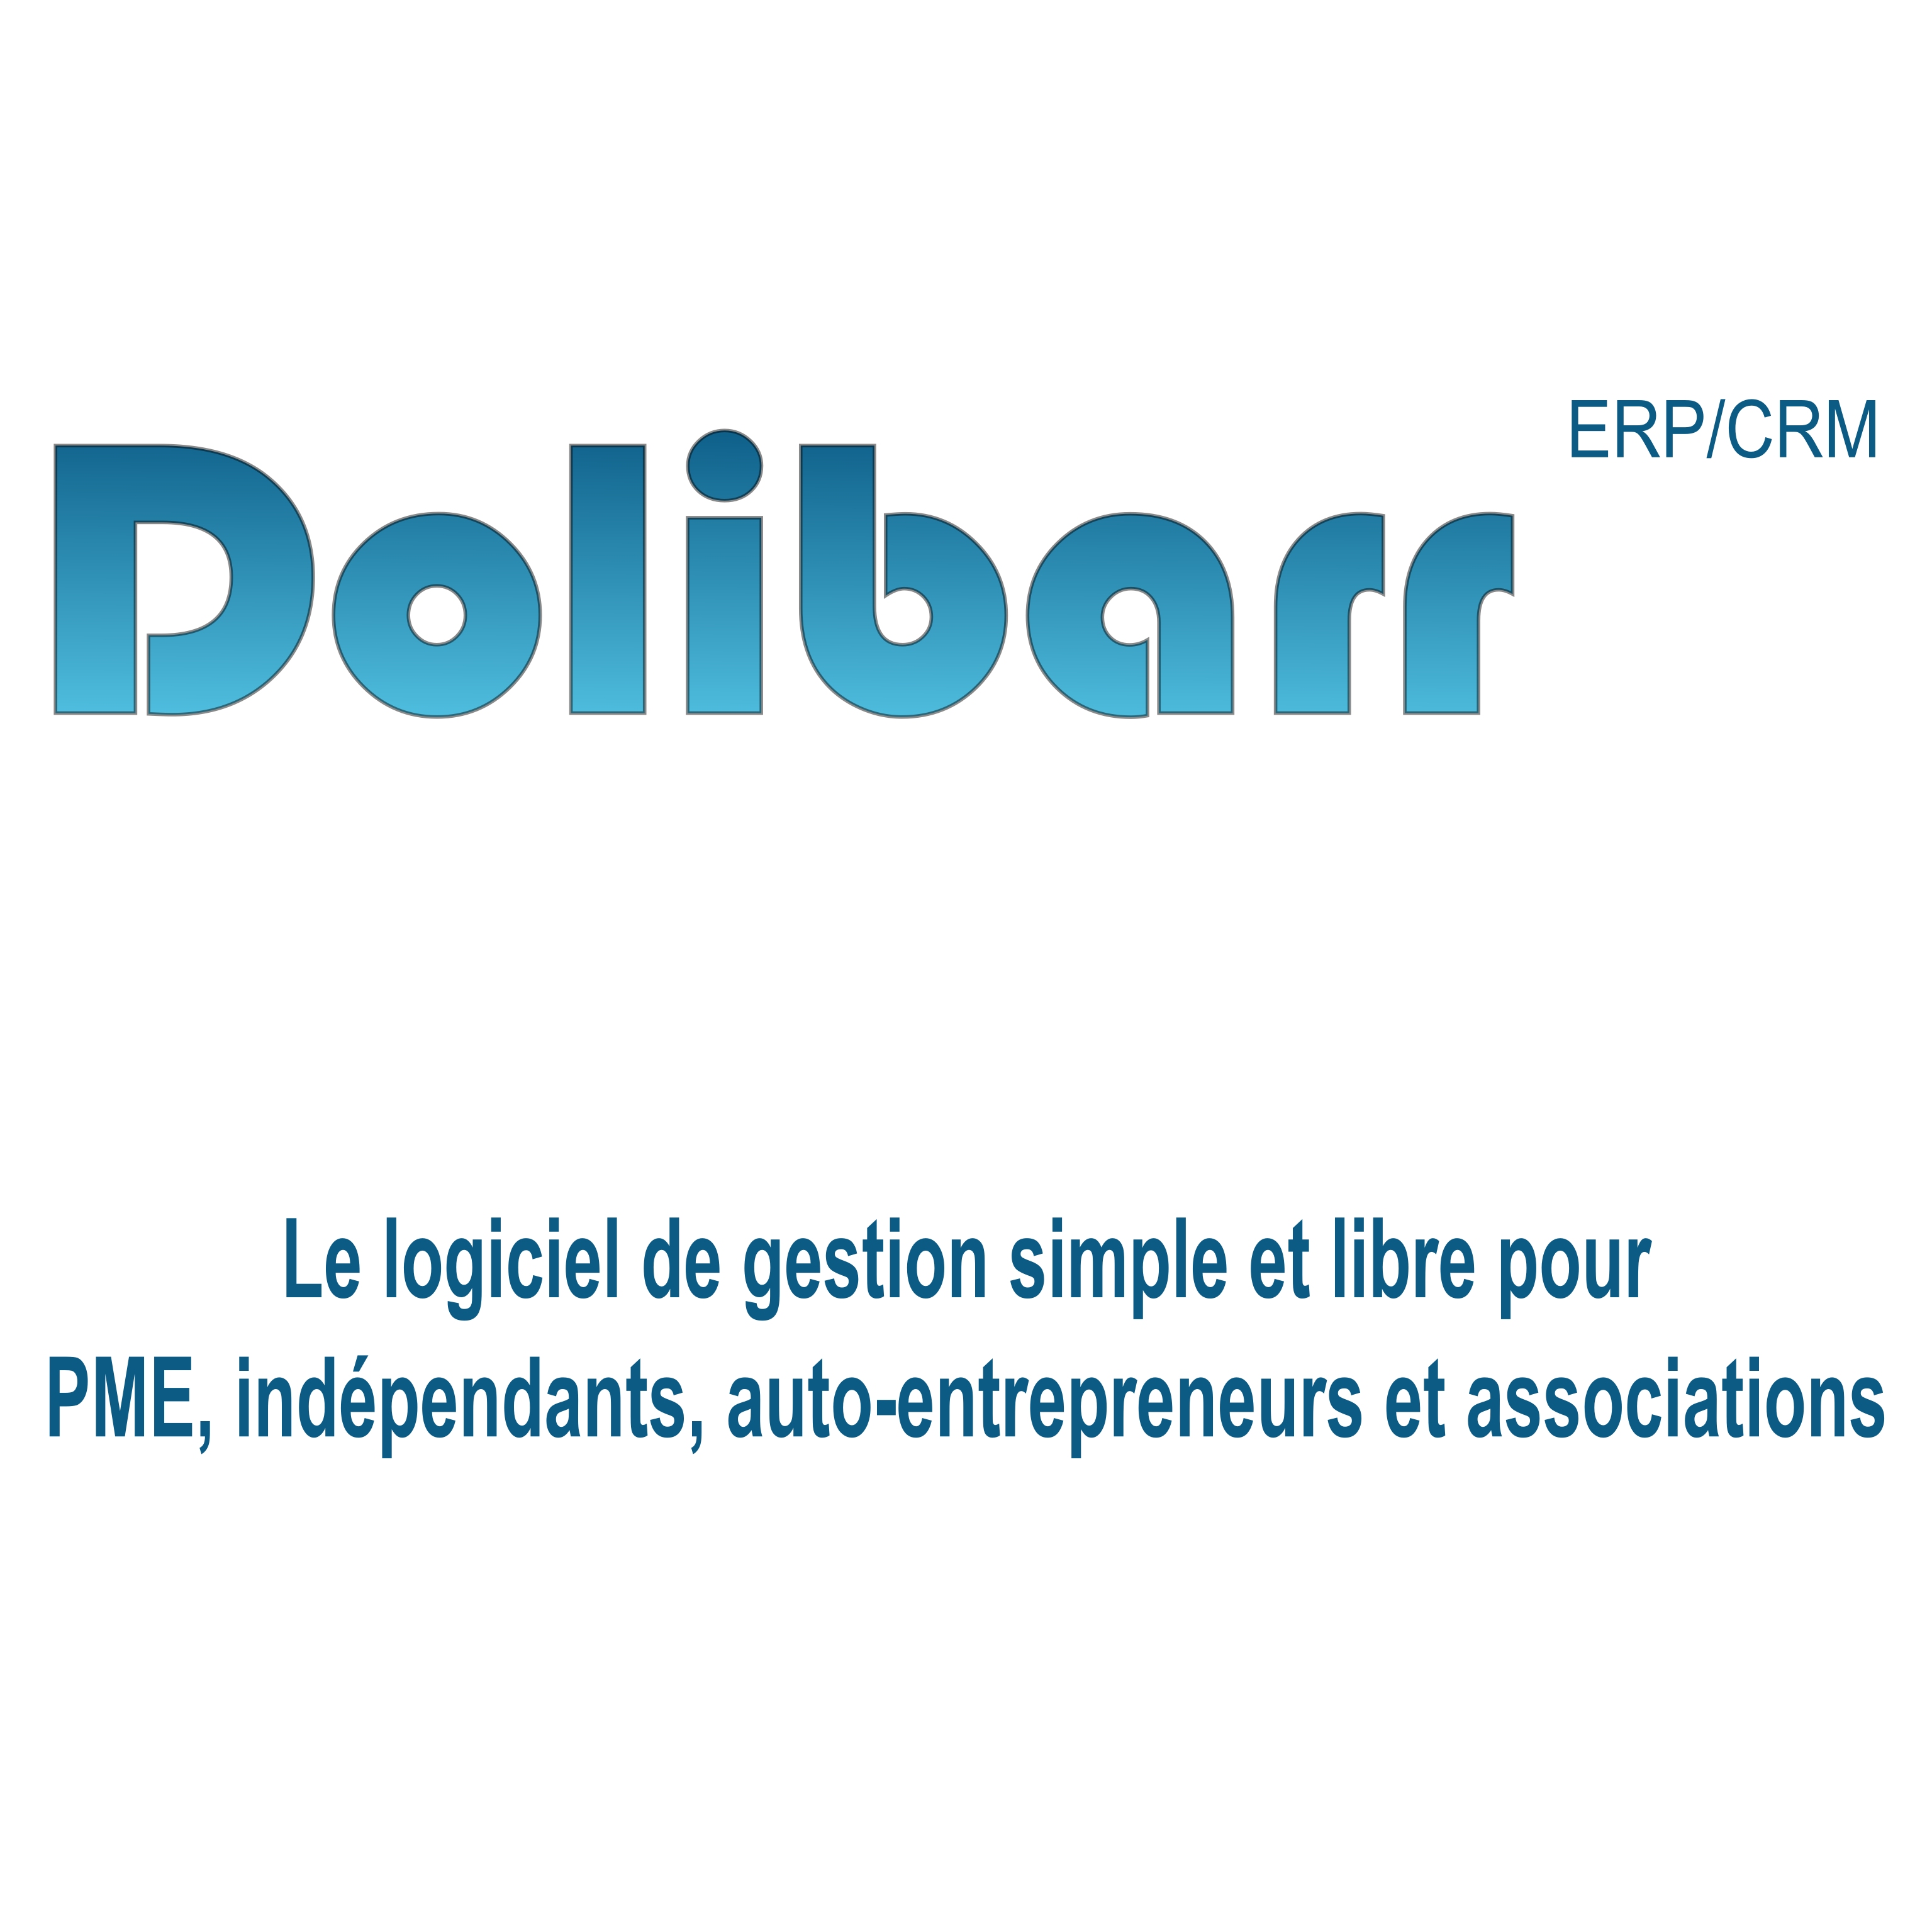 Dolibarr
ERP/CRM
Le logiciel de gestion simple et libre pour
PME, indépendants, auto-entrepreneurs et associations